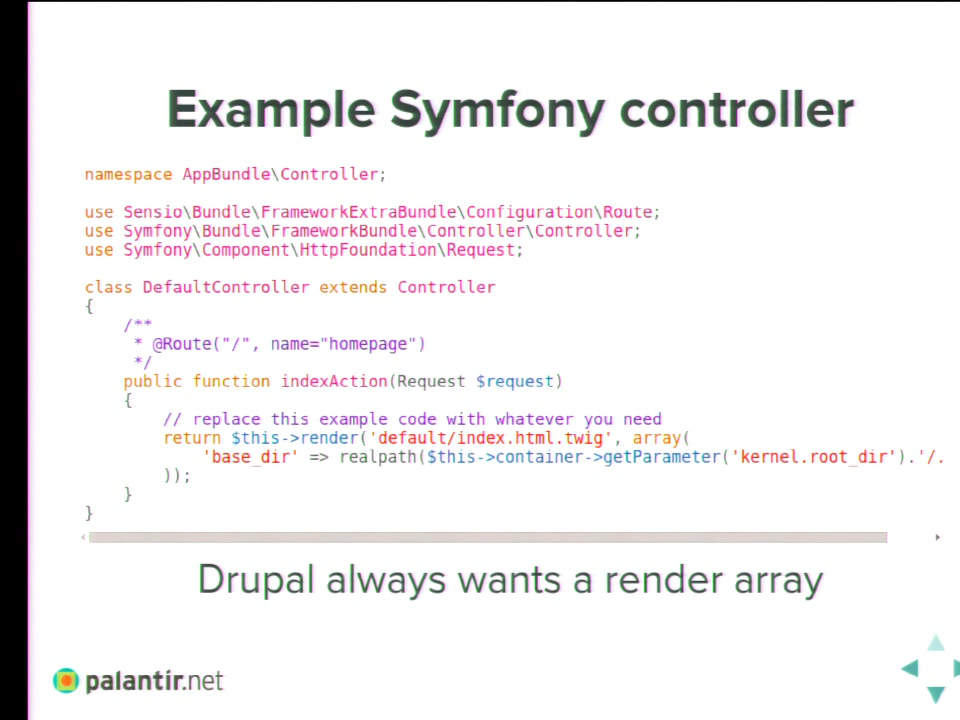 Example Symfony controller
namespace AppBundle\Controller;
use Sensio\Bundle\FrameworkExtraBundle\Configuration\Route;
use Symfony\Bundle\FrameworkBundle\Controller\Controller;
use Symfony\Component\HttpFoundation\Request;
class DefaultController extends Controller
{
    /**
     * @Route("/", name="homepage")
     */
    public function indexAction(Request $request)
    {
        // replace this example code with whatever you need
        return $this->render('default/index.html.twig', array(
            'base_dir' => realpath($this->container->getParameter('kernel.root_dir').'/.
        ));
    }
}
Drupal always wants a render array
palantir.net